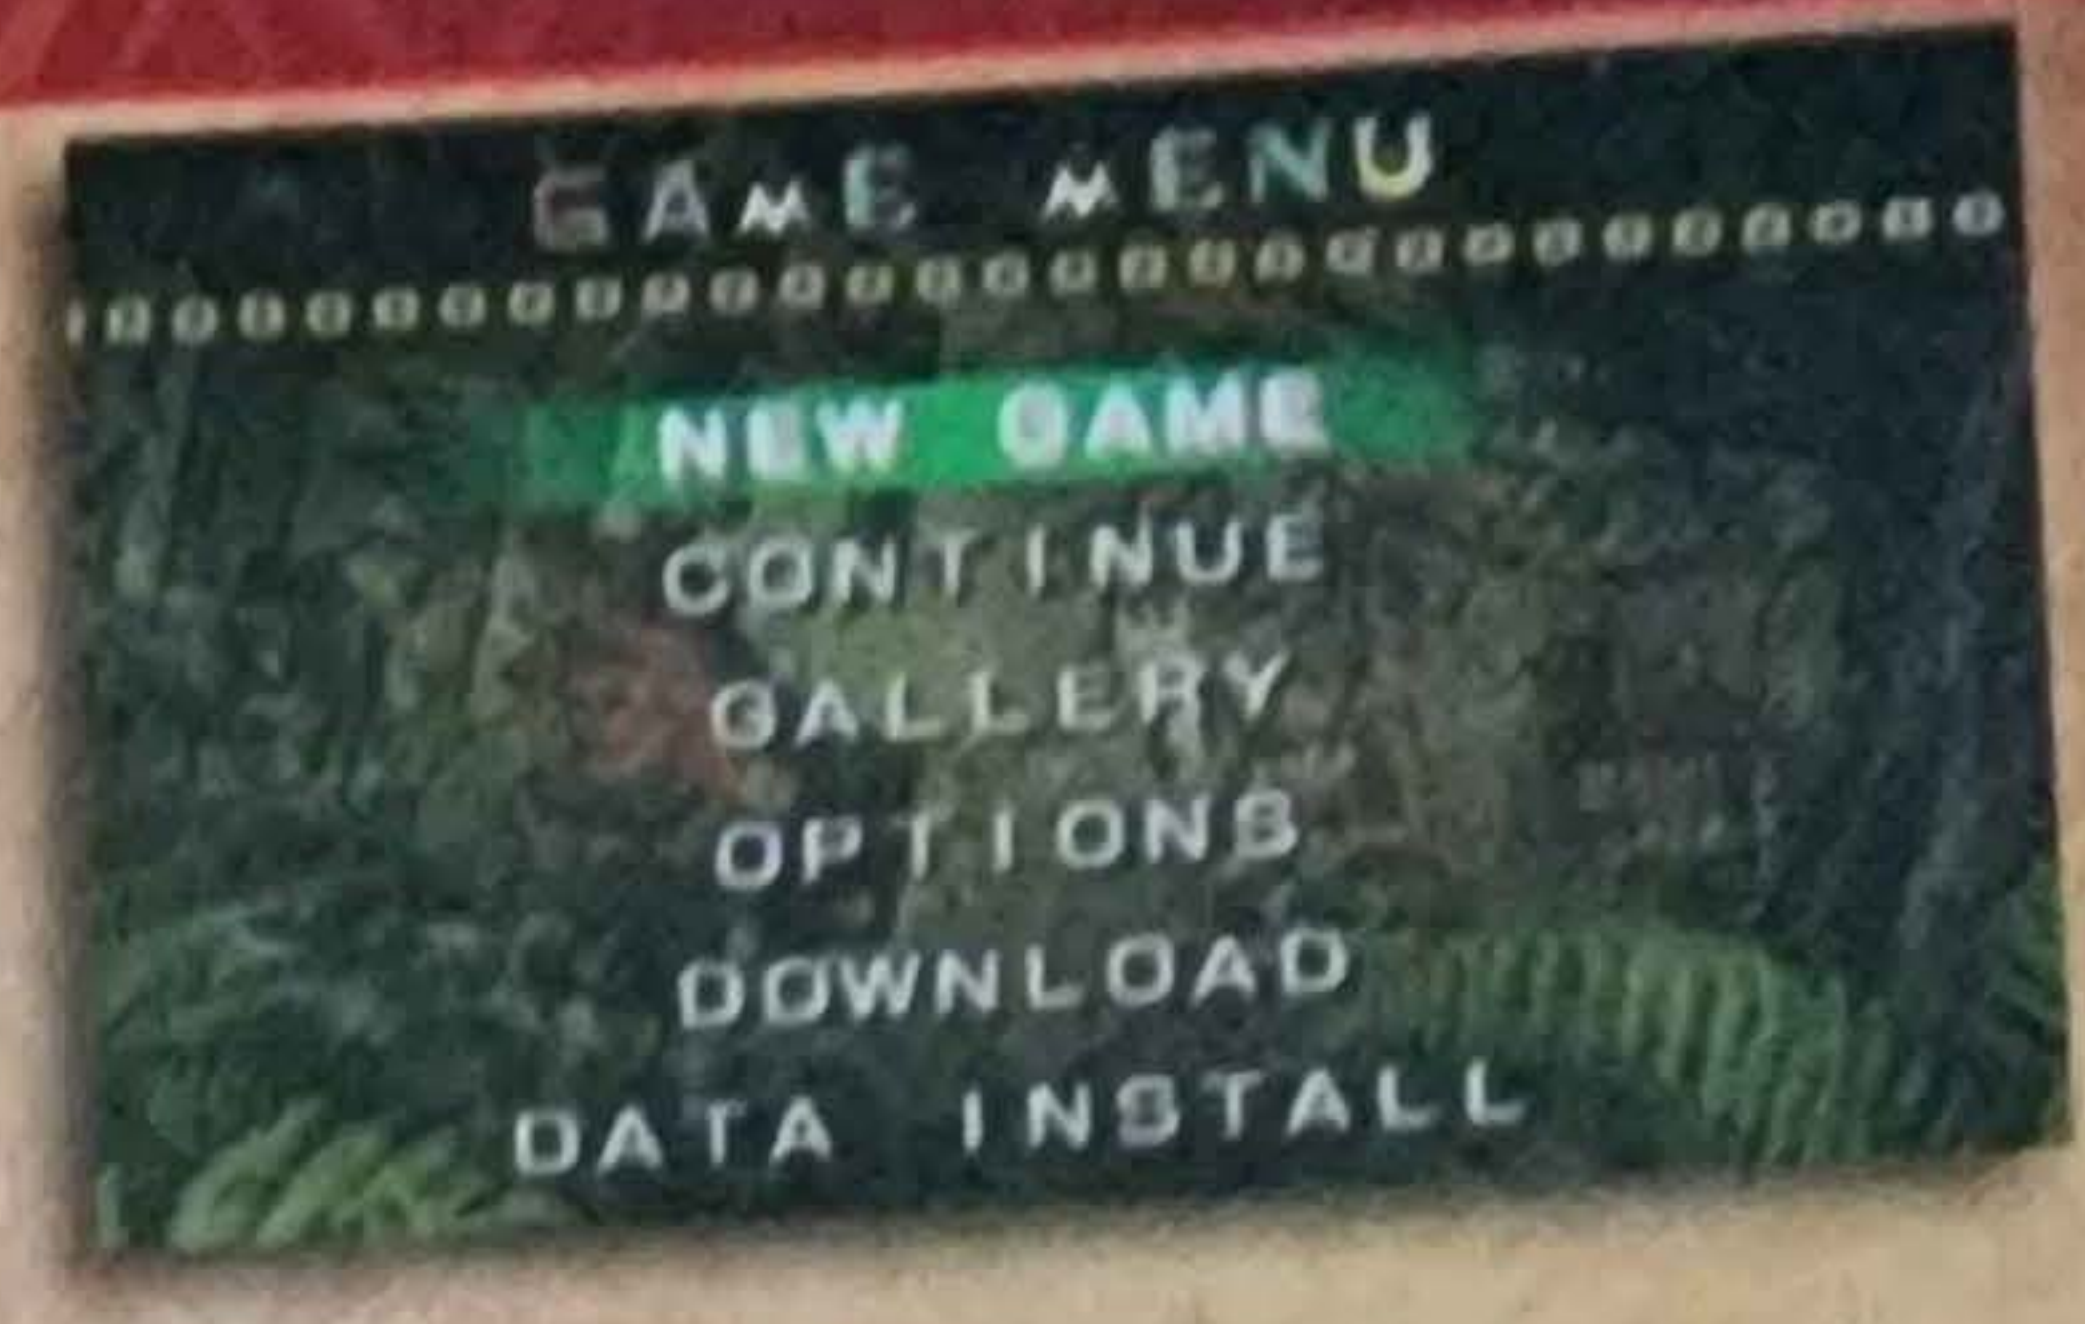 GAME MENU
NEW GAME
CONTINUE
GALLERY
OPTIONS
DOWNLOAD
DATA INSTALL